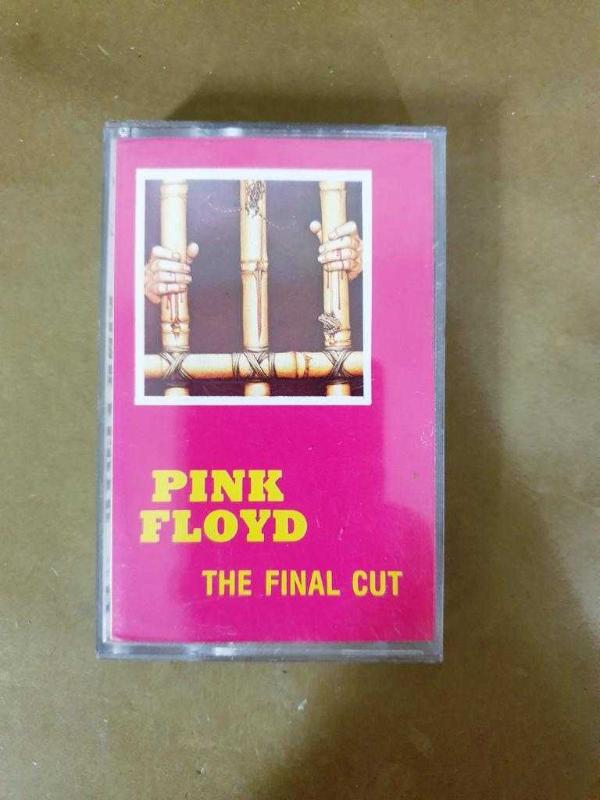 PINK
FLOYD
THE FINAL CUT